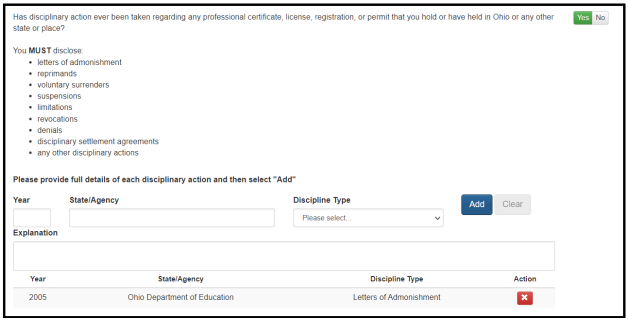 Has disciplinary action ever been taken regarding any professional certificate, license, registration, or permit that you hold or have held in Ohio or any other
state or place?
Yes No
You MUST disclose:
• letters of admonishment
• reprimands
• voluntary surrenders
• suspensions
• limitations
• revocations
• denials
• disciplinary settlement agreements
• any other disciplinary actions
Please provide full details of each disciplinary action and then select "Add"
Year State/Agency Discipline Type
Please select... Add Clear
Explanation
Year State/Agency Discipline Type Action
2005 Ohio Department of Education Letters of Admonishment